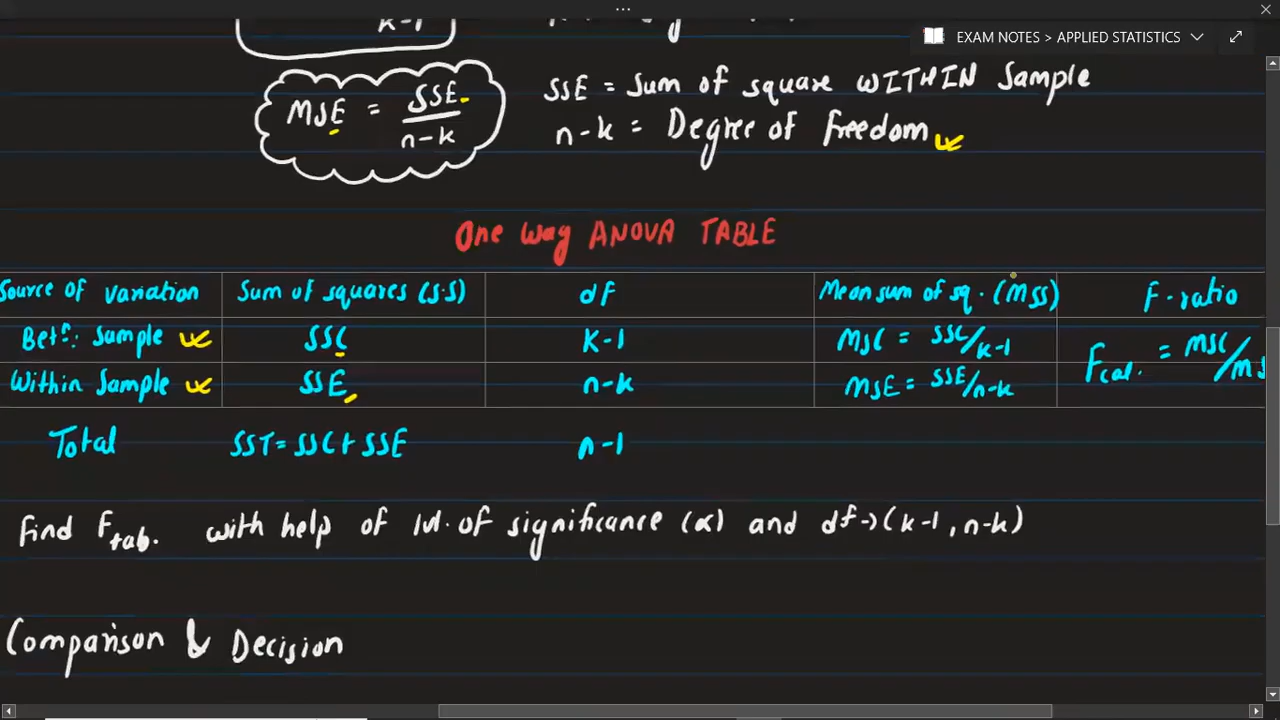 k-1
EXAM NOTES > APPLIED STATISTICS
MSE = SSE/n-k
SSE = Sum of square WITHIN Sample
n-k = Degree of Freedom
One way ANOVA TABLE
Source of variation Sum of squares (S.S) df Mean sum of sq. (MSS) F-ratio
Betn: Sample SSC k-1 MSC = SSC/k-1 Fcal. = MSC/MS
Within Sample SSE n-k MSE = SSE/n-k
Total SST = SSC+ SSE n-1
Find Ftab. with help of lvl. of significance (α) and df→(k-1, n-k)
Comparison & Decision